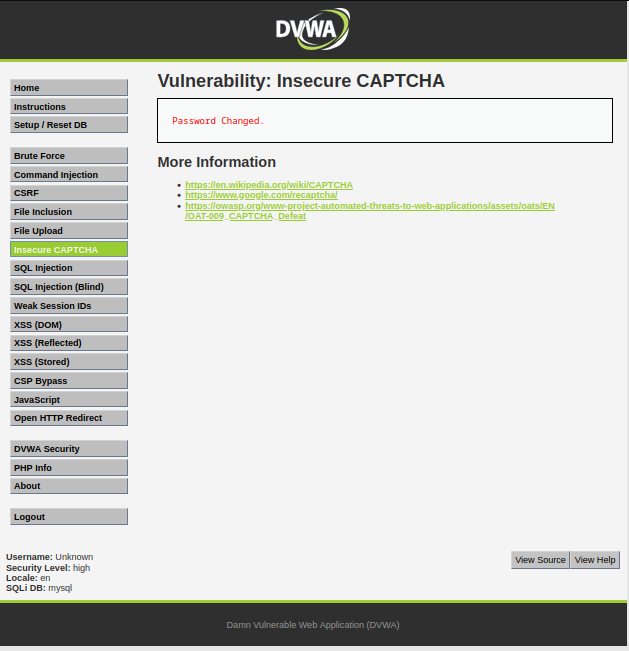 DVWA
Home
Instructions
Setup / Reset DB
Brute Force
Command Injection
CSRF
File Inclusion
File Upload
Insecure CAPTCHA
SQL Injection
SQL Injection (Blind)
Weak Session IDs
XSS (DOM)
XSS (Reflected)
XSS (Stored)
CSP Bypass
JavaScript
Open HTTP Redirect
DVWA Security
PHP Info
About
Logout
Vulnerability: Insecure CAPTCHA
Password Changed.
More Information
https://en.wikipedia.org/wiki/CAPTCHA
https://www.google.com/recaptcha/
https://owasp.org/www-project-automated-threats-to-web-applications/assets/oats/EN
/OAT-009_CAPTCHA_Defeat
Username: Unknown
Security Level: high
Locale: en
SQLi DB: mysql
View Source View Help
Damn Vulnerable Web Application (DVWA)